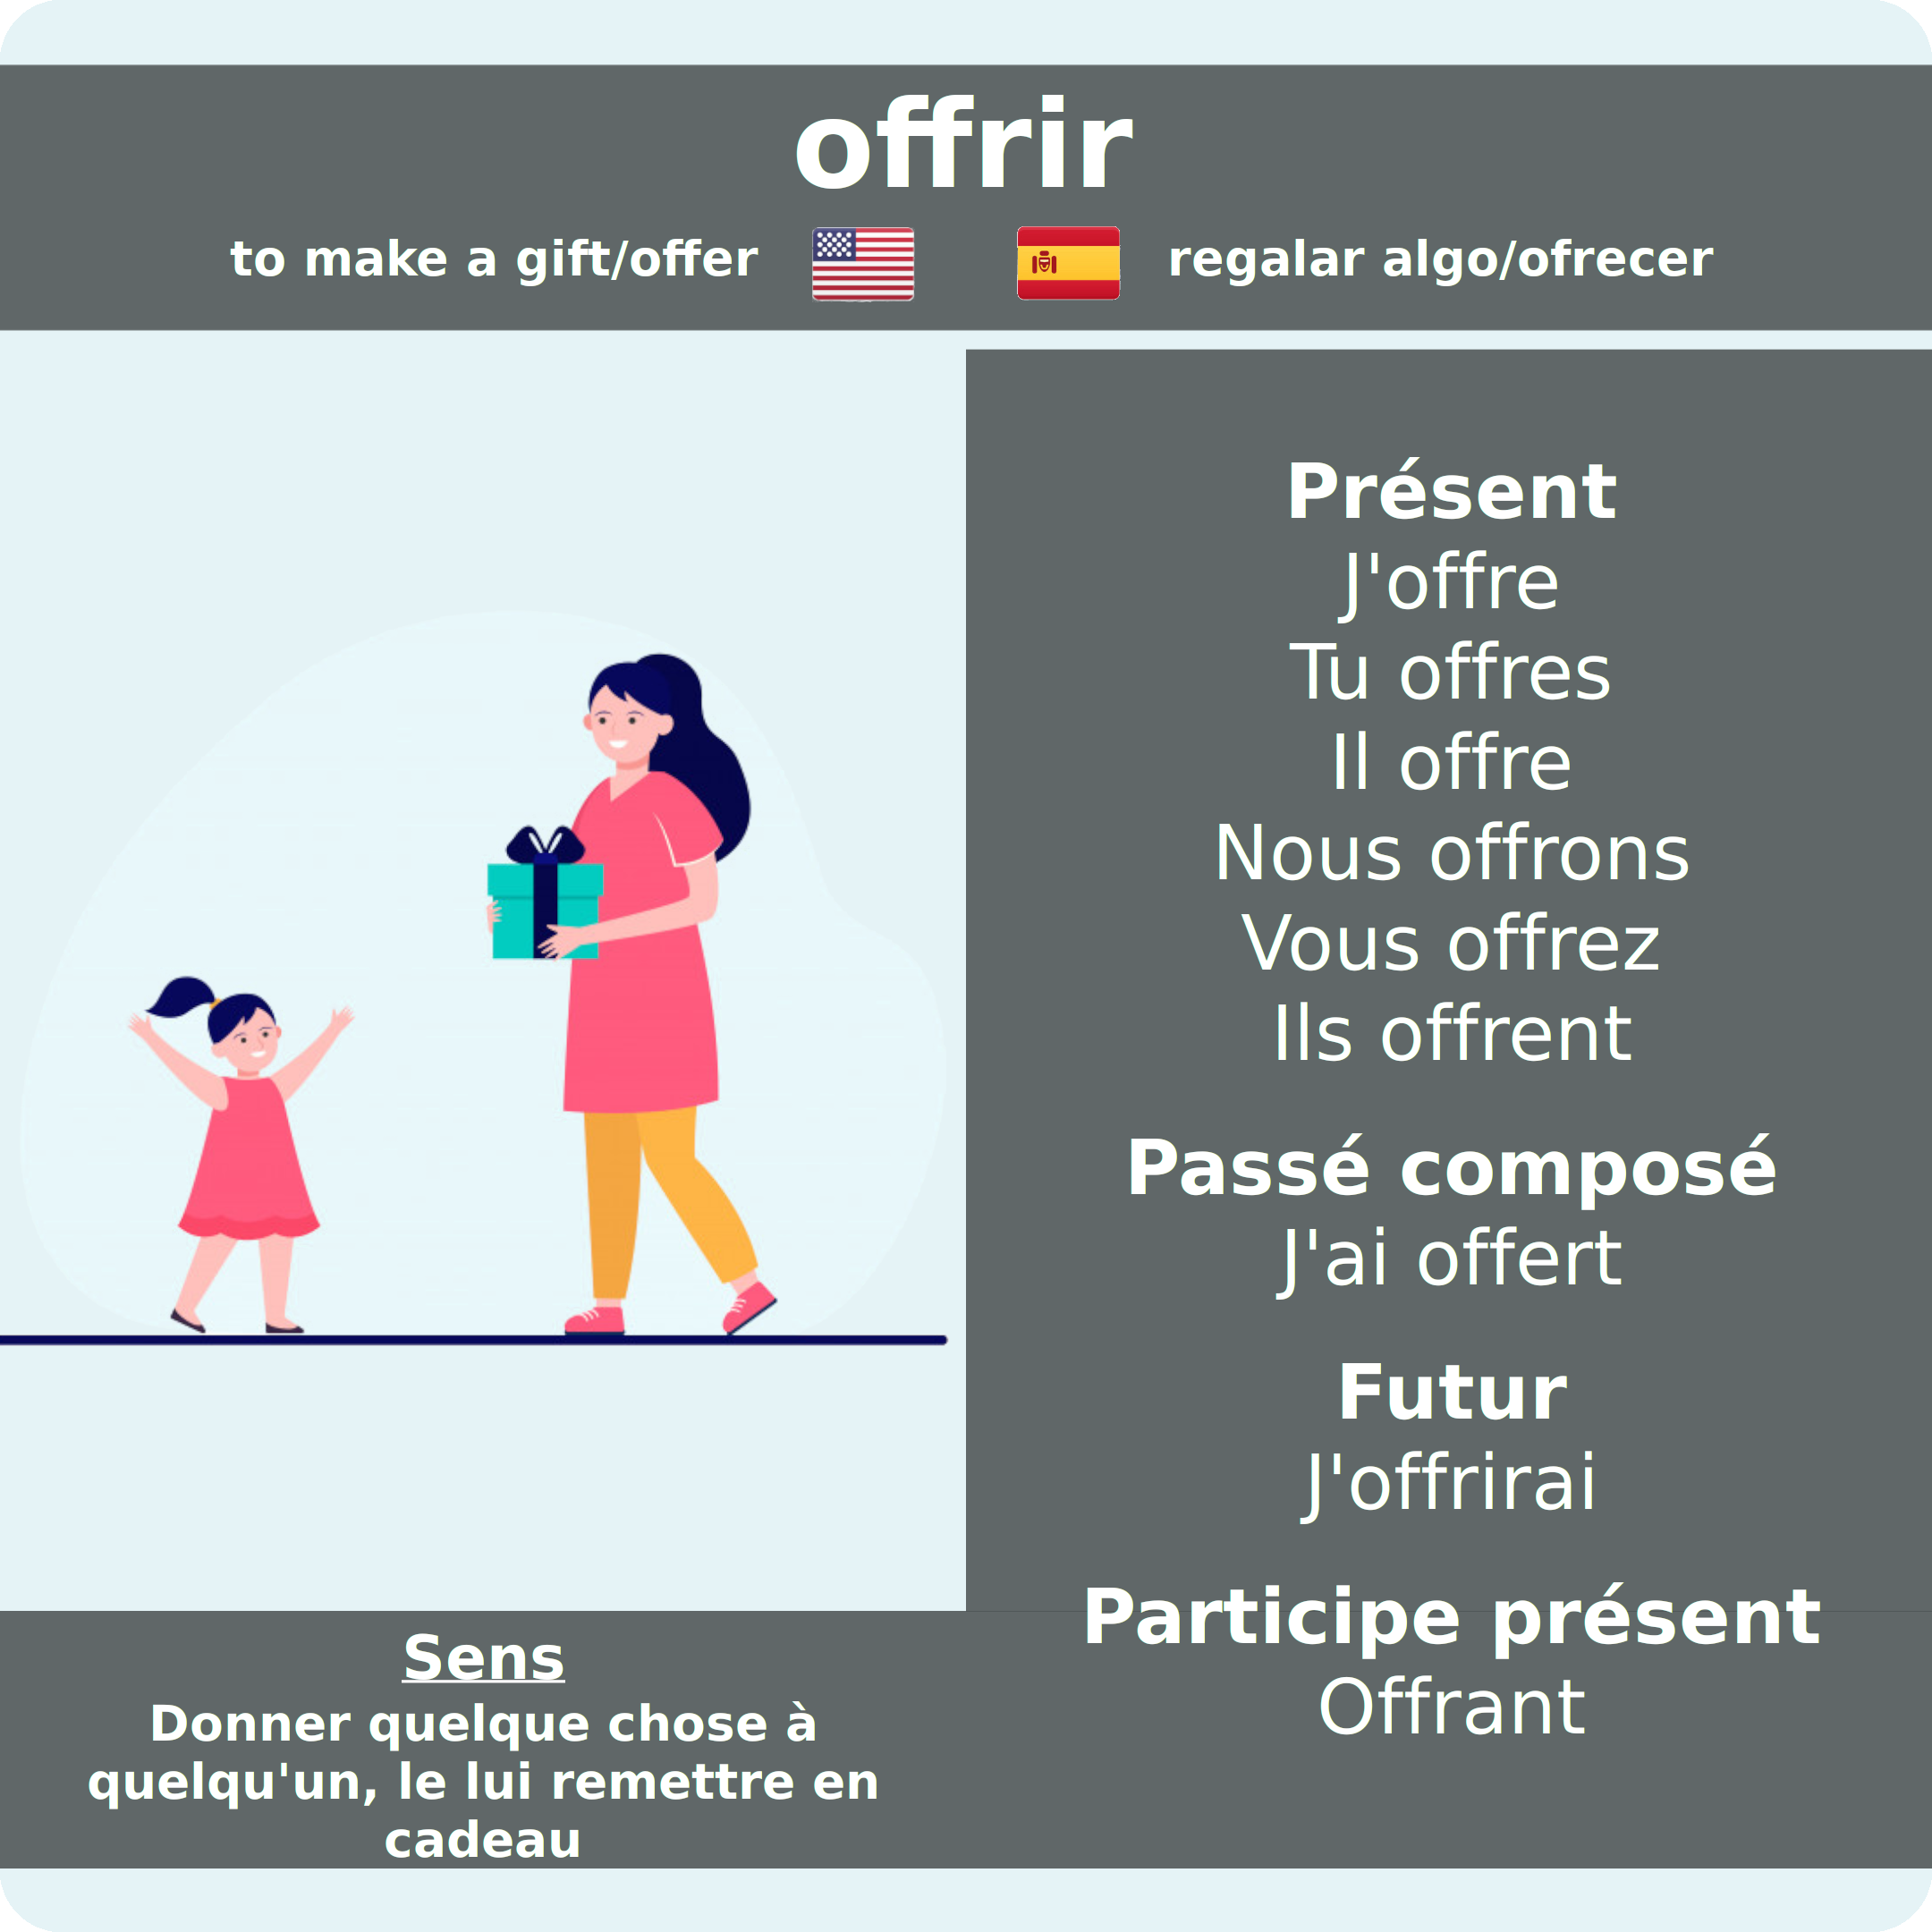 offrir
to make a gift/offer
regalar algo/ofrecer
Présent
J'offre
Tu offres
Il offre
Nous offrons
Vous offrez
Ils offrent
Passé composé
J'ai offert
Futur
J'offrirai
Participe présent
Offrant
Sens
Donner quelque chose à
quelqu'un, le lui remettre en
cadeau